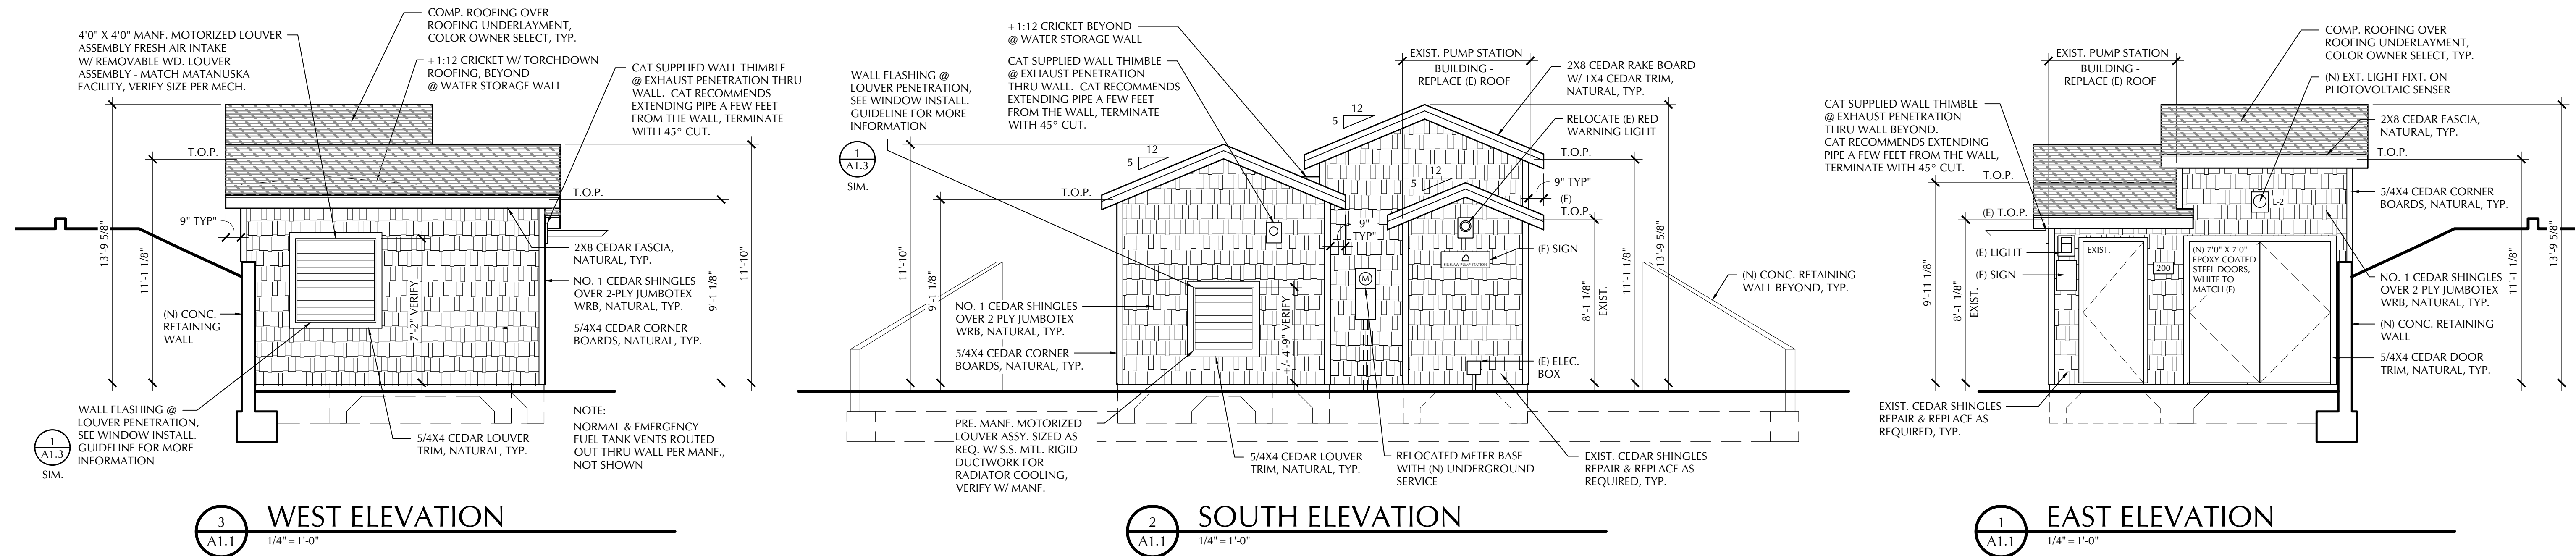 4'0" X 4'0" MANF. MOTORIZED LOUVER
ASSEMBLY FRESH AIR INTAKE
W/ REMOVABLE WD. LOUVER
ASSEMBLY - MATCH MATANUSKA
FACILITY, VERIFY SIZE PER MECH.
COMP. ROOFING OVER
ROOFING UNDERLAYMENT,
COLOR OWNER SELECT, TYP.
+1:12 CRICKET W/ TORCHDOWN
ROOFING, BEYOND
@ WATER STORAGE WALL
CAT SUPPLIED WALL THIMBLE
@ EXHAUST PENETRATION THRU
WALL. CAT RECOMMENDS
EXTENDING PIPE A FEW FEET
FROM THE WALL, TERMINATE
WITH 45° CUT.
T.O.P.
T.O.P.
9" TYP"
13'-9 5/8"
11'-1 1/8"
7'-2" VERIFY
9'-1 1/8"
11'-10"
2X8 CEDAR FASCIA,
NATURAL, TYP.
NO. 1 CEDAR SHINGLES
OVER 2-PLY JUMBOTEX
WRB, NATURAL, TYP.
5/4X4 CEDAR CORNER
BOARDS, NATURAL, TYP.
(N) CONC.
RETAINING
WALL
WALL FLASHING @
LOUVER PENETRATION,
SEE WINDOW INSTALL.
GUIDELINE FOR MORE
INFORMATION
1
A1.3
SIM.
5/4X4 CEDAR LOUVER
TRIM, NATURAL, TYP.
NOTE:
NORMAL & EMERGENCY
FUEL TANK VENTS ROUTED
OUT THRU WALL PER MANF.,
NOT SHOWN
3
A1.1
WEST ELEVATION
1/4" = 1'-0"
+1:12 CRICKET BEYOND
@ WATER STORAGE WALL
CAT SUPPLIED WALL THIMBLE
@ EXHAUST PENETRATION
THRU WALL. CAT RECOMMENDS
EXTENDING PIPE A FEW FEET
FROM THE WALL, TERMINATE
WITH 45° CUT.
WALL FLASHING @
LOUVER PENETRATION,
SEE WINDOW INSTALL.
GUIDELINE FOR MORE
INFORMATION
1
A1.3
SIM.
EXIST. PUMP STATION
BUILDING -
REPLACE (E) ROOF
2X8 CEDAR RAKE BOARD
W/ 1X4 CEDAR TRIM,
NATURAL, TYP.
RELOCATE (E) RED
WARNING LIGHT
12
5
12
5
12
5
T.O.P.
T.O.P.
9" TYP"
(E)
T.O.P.
9"
TYP"
(E) SIGN
M
11'-10"
9'-1 1/8"
+/- 4'-9" VERIFY
8'-1 1/8"
EXIST.
11'-1 1/8"
13'-9 5/8"
NO. 1 CEDAR SHINGLES
OVER 2-PLY JUMBOTEX
WRB, NATURAL, TYP.
5/4X4 CEDAR CORNER
BOARDS, NATURAL, TYP.
(N) CONC. RETAINING
WALL BEYOND, TYP.
(E) ELEC.
BOX
PRE. MANF. MOTORIZED
LOUVER ASSY. SIZED AS
REQ. W/ S.S. MTL. RIGID
DUCTWORK FOR
RADIATOR COOLING,
VERIFY W/ MANF.
5/4X4 CEDAR LOUVER
TRIM, NATURAL, TYP.
RELOCATED METER BASE
WITH (N) UNDERGROUND
SERVICE
EXIST. CEDAR SHINGLES
REPAIR & REPLACE AS
REQUIRED, TYP.
2
A1.1
SOUTH ELEVATION
1/4" = 1'-0"
EXIST. PUMP STATION
BUILDING -
REPLACE (E) ROOF
COMP. ROOFING OVER
ROOFING UNDERLAYMENT,
COLOR OWNER SELECT, TYP.
(N) EXT. LIGHT FIXT. ON
PHOTOVOLTAIC SENSER
CAT SUPPLIED WALL THIMBLE
@ EXHAUST PENETRATION
THRU WALL BEYOND.
CAT RECOMMENDS EXTENDING
PIPE A FEW FEET FROM THE WALL,
TERMINATE WITH 45° CUT.
2X8 CEDAR FASCIA,
NATURAL, TYP.
T.O.P.
T.O.P.
(E) T.O.P.
L-2
5/4X4 CEDAR CORNER
BOARDS, NATURAL, TYP.
(E) LIGHT
(E) SIGN
EXIST.
200
(N) 7'0" X 7'0"
EPOXY COATED
STEEL DOORS,
WHITE TO
MATCH (E)
9'-11 1/8"
8'-1 1/8"
EXIST.
11'-1 1/8"
13'-9 5/8"
NO. 1 CEDAR SHINGLES
OVER 2-PLY JUMBOTEX
WRB, NATURAL, TYP.
(N) CONC. RETAINING
WALL
5/4X4 CEDAR DOOR
TRIM, NATURAL, TYP.
EXIST. CEDAR SHINGLES
REPAIR & REPLACE AS
REQUIRED, TYP.
1
A1.1
EAST ELEVATION
1/4" = 1'-0"